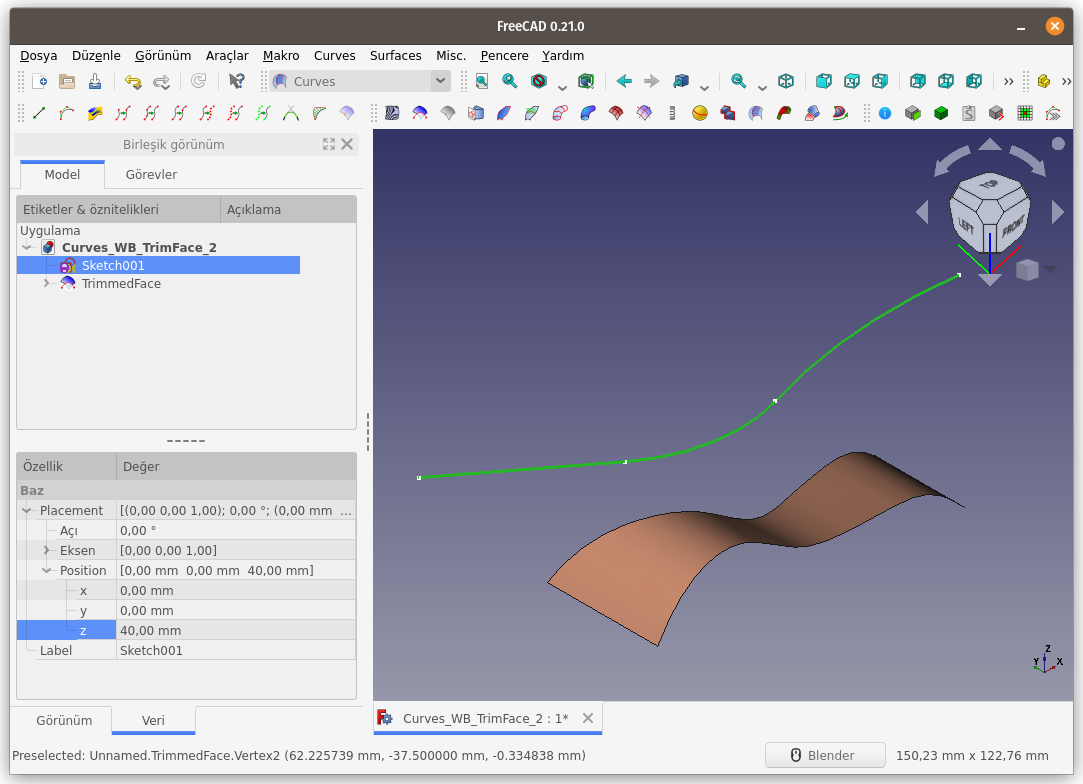 FreeCAD 0.21.0
Dosya Düzenle Görünüm Araçlar Makro Curves Surfaces Misc. Pencere Yardım
Curves
Birleşik görünüm
Model Görevler
Etiketler & öznitelikleri Açıklama
Uygulama
Curves_WB_TrimFace_2
Sketch001
TrimmedFace
TOP
LEFT FRONT
Özellik Değer
Baz
Placement [(0,00 0,00 1,00); 0,00 °; (0,00 mm ...
Açı 0,00 °
Eksen [0,00 0,00 1,00]
Position [0,00 mm 0,00 mm 40,00 mm]
x 0,00 mm
y 0,00 mm
z 40,00 mm
Label Sketch001
Z
Y X
Görünüm Veri
Curves_WB_TrimFace_2 : 1*
Preselected: Unnamed.TrimmedFace.Vertex2 (62.225739 mm, -37.500000 mm, -0.334838 mm)
Blender 150,23 mm x 122,76 mm